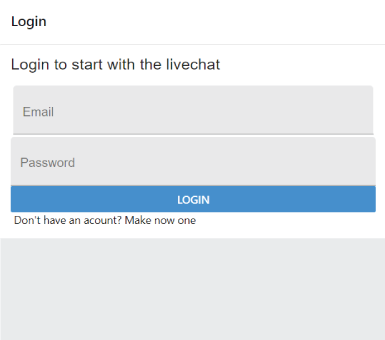 Login
Login to start with the livechat
Email
Password
LOGIN
Don't have an acount? Make now one